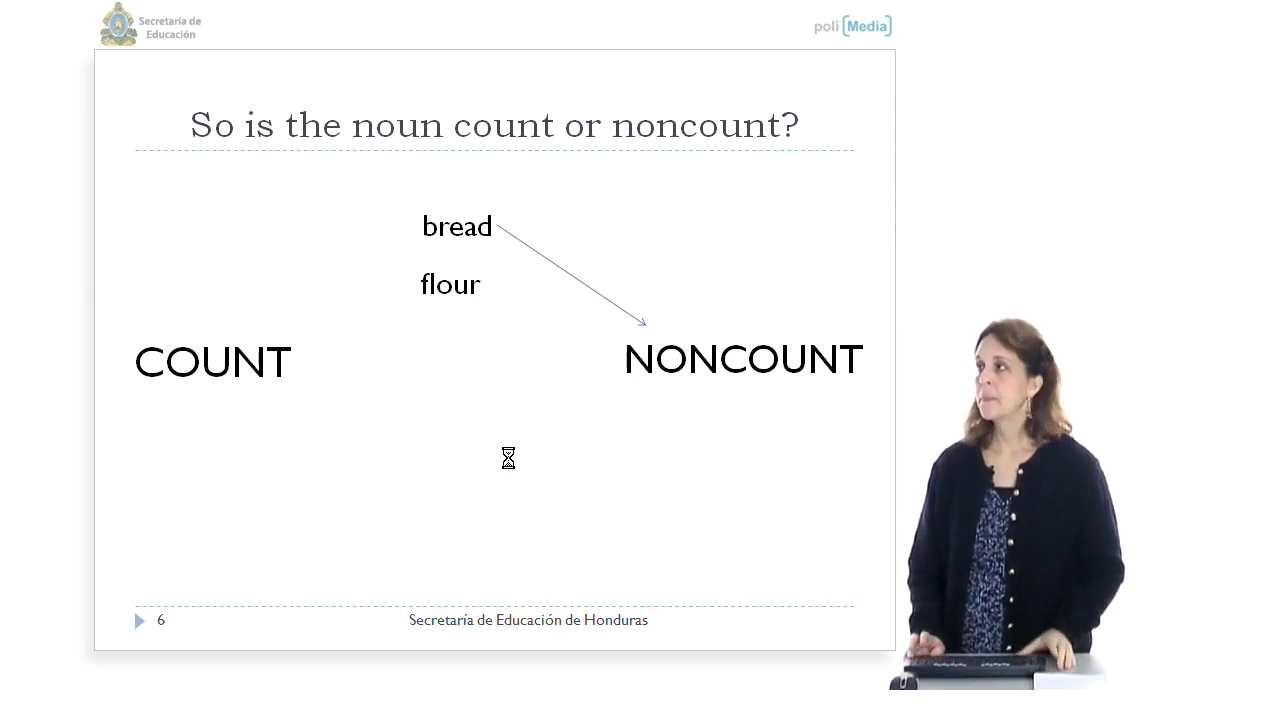 Secretaría de
Educación
poli [Media]
So is the noun count or noncount?
bread
flour
COUNT
NONCOUNT
6
Secretaría de Educación de Honduras